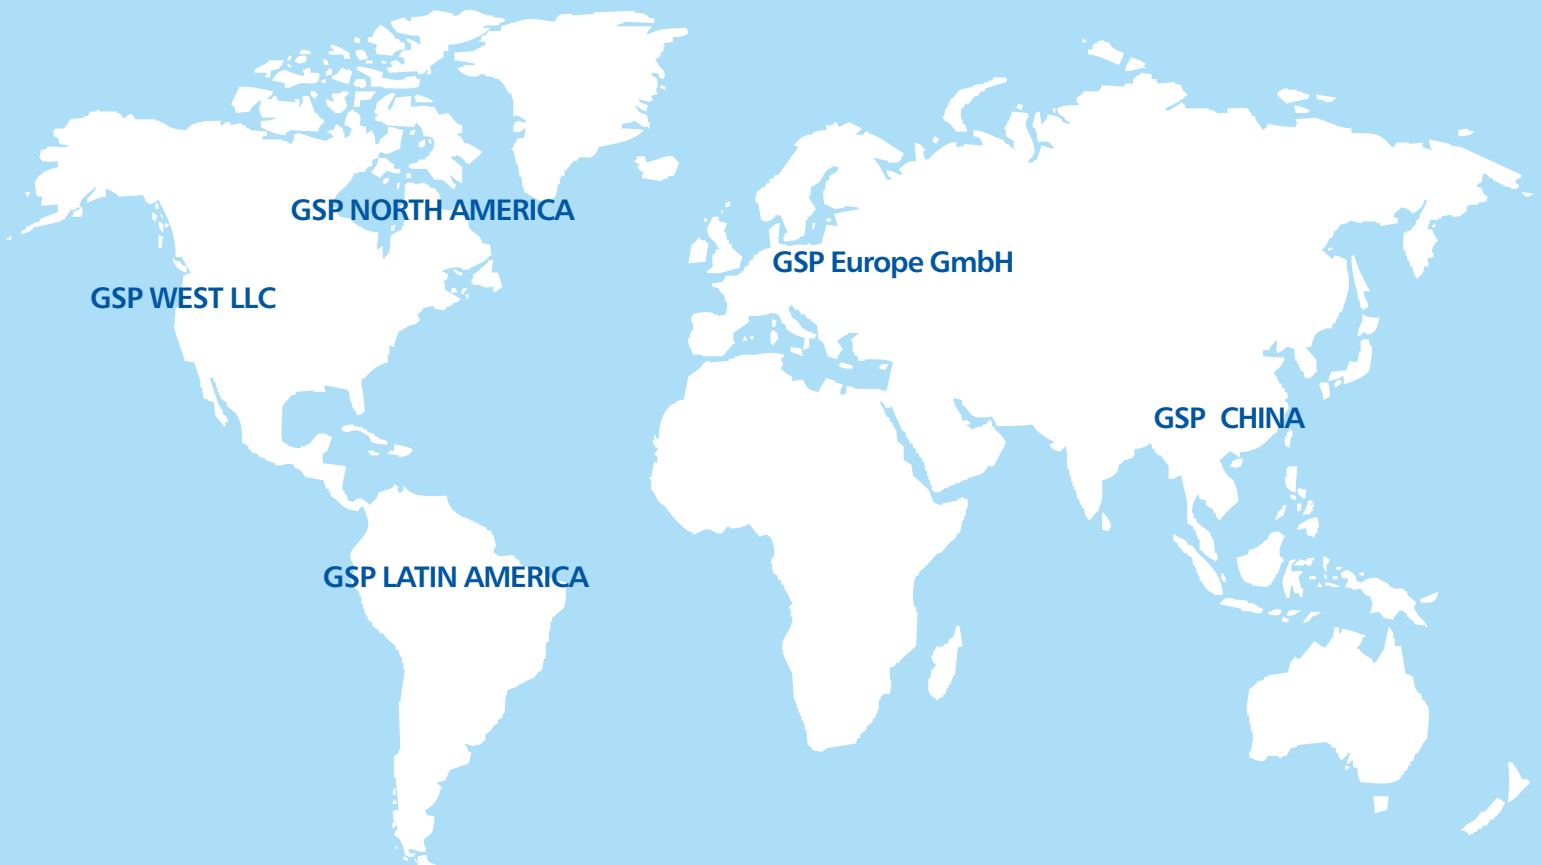 GSP NORTH AMERICA
GSP Europe GmbH
GSP WEST LLC
GSP CHINA
GSP LATIN AMERICA